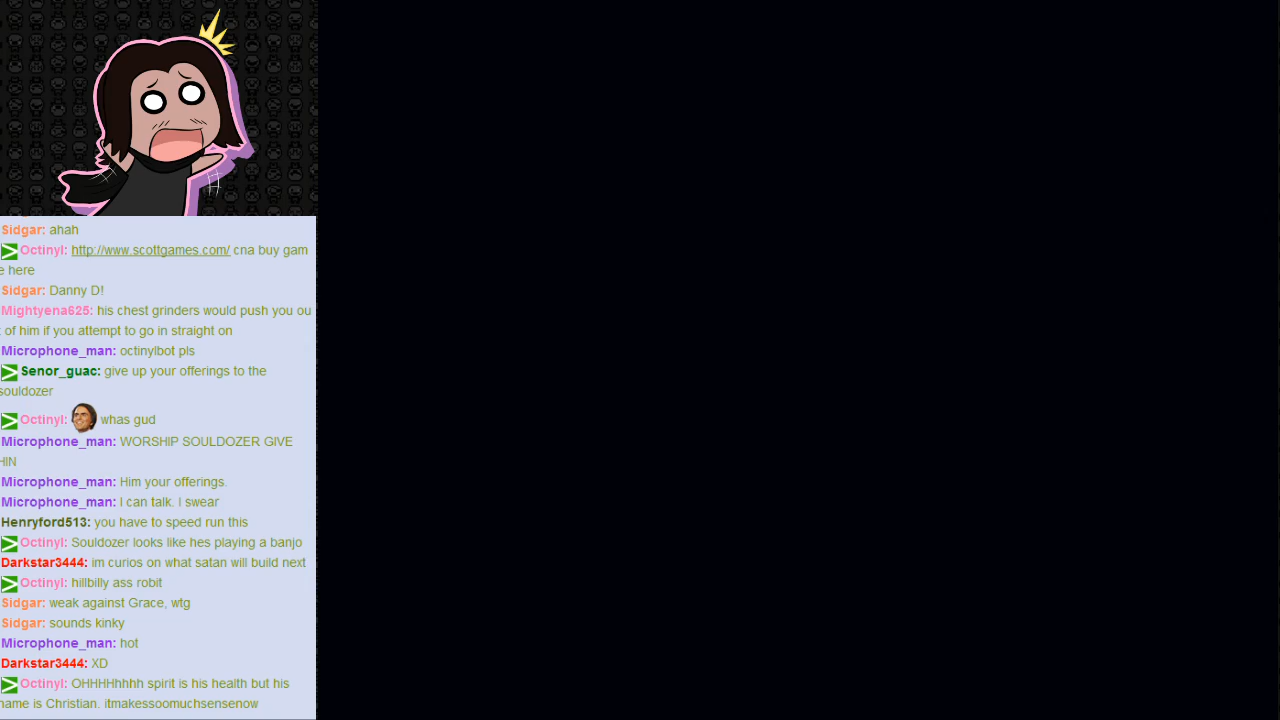 Sidgar: ahah
Octinyl: http://www.scottgames.com/ cna buy gam
e here
Sidgar: Danny D!
Mightyena625: his chest grinders would push you ou
t of him if you attempt to go in straight on
Microphone_man: octinylbot pls
Senor_guac: give up your offerings to the
souldozer
Octinyl: whas gud
Microphone_man: WORSHIP SOULDOZER GIVE
HIN
Microphone_man: Him your offerings.
Microphone_man: I can talk. I swear
Henryford513: you have to speed run this
Octinyl: Souldozer looks like hes playing a banjo
Darkstar3444: im curios on what satan will build next
Octinyl: hillbilly ass robit
Sidgar: weak against Grace, wtg
Sidgar: sounds kinky
Microphone_man: hot
Darkstar3444: XD
Octinyl: OHHHHhhhh spirit is his health but his
name is Christian. itmakessoomuchsensenow